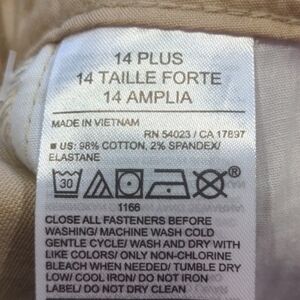 14 PLUS
14 TAILLE FORTE
14 AMPLIA
MADE IN VIETNAM
RN 54023 / CA 17897
■ US: 98% COTTON, 2% SPANDEX/
ELASTANE
30
1166
CLOSE ALL FASTENERS BEFORE
WASHING/ MACHINE WASH COLD
GENTLE CYCLE/ WASH AND DRY WITH
LIKE COLORS/ ONLY NON-CHLORINE
BLEACH WHEN NEEDED/ TUMBLE DRY
LOW/ COOL IRON/ DO NOT IRON
LABEL/ DO NOT DRY CLEAN